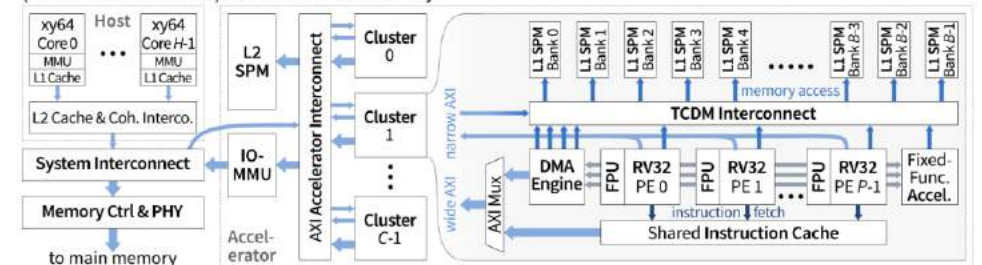 Host
xy64
Core 0
MMU
L1 Cache
xy64
Core H-1
MMU
L1 Cache
L2 Cache & Coh. Interco.
System Interconnect
Memory Ctrl & PHY
to main memory
L2
SPM
IO-
MMU
Accel-
erator
AXI Accelerator Interconnect
Cluster
0
Cluster
1
Cluster
C-1
narrow AXI
wide AXI
L1 SPM
Bank 0
L1 SPM
Bank 1
L1 SPM
Bank 2
L1 SPM
Bank 3
L1 SPM
Bank 4
L1 SPM
Bank B-3
L1 SPM
Bank B-2
L1 SPM
Bank B-1
memory access
TCDM Interconnect
AXI Mux
DMA
Engine
FPU
RV32
PE 0
FPU
RV32
PE 1
FPU
RV32
PE P-1
Fixed-
Func.
Accel.
instruction fetch
Shared Instruction Cache